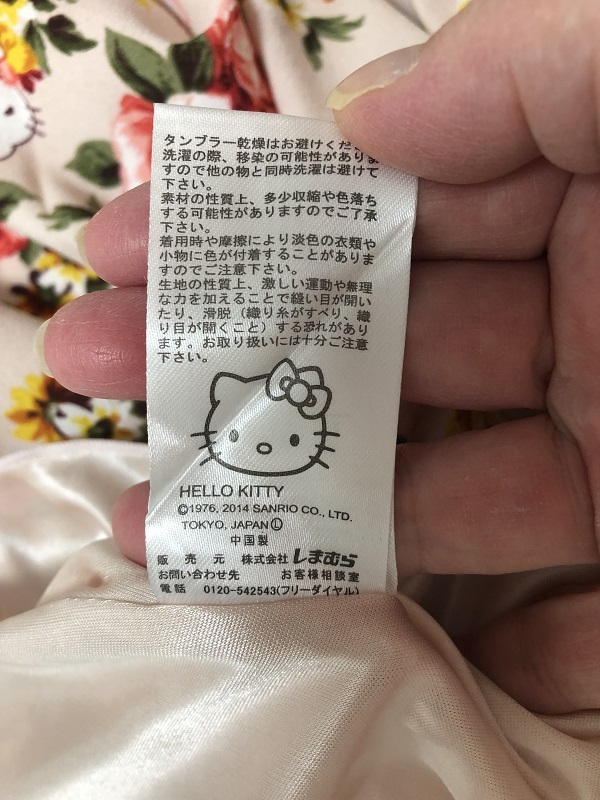 タンブラー乾燥はお避けくださ
洗濯の際、移染の可能性がありま
すので他の物と同時洗濯は避けて
下さい。
素材の性質上、多少収縮や色落ち
する可能性がありますのでご了承
下さい。
着用時や摩擦により淡色の衣類や
小物に色が付着することがありま
すのでご注意下さい。
生地の性質上、激しい運動や無理
な力を加えることで縫い目が開い
たり、滑脱(織り糸がすべり、織
り目が開くこと)する恐れがあり
ます。お取り扱いには十分ご注意
下さい。
HELLO KITTY
©1976, 2014 SANRIO CO., LTD.
TOKYO, JAPAN Ⓛ
中国製
販売元 株式会社 しまむら
お問い合わせ先 お客様相談室
電話 0120-542543(フリーダイヤル)